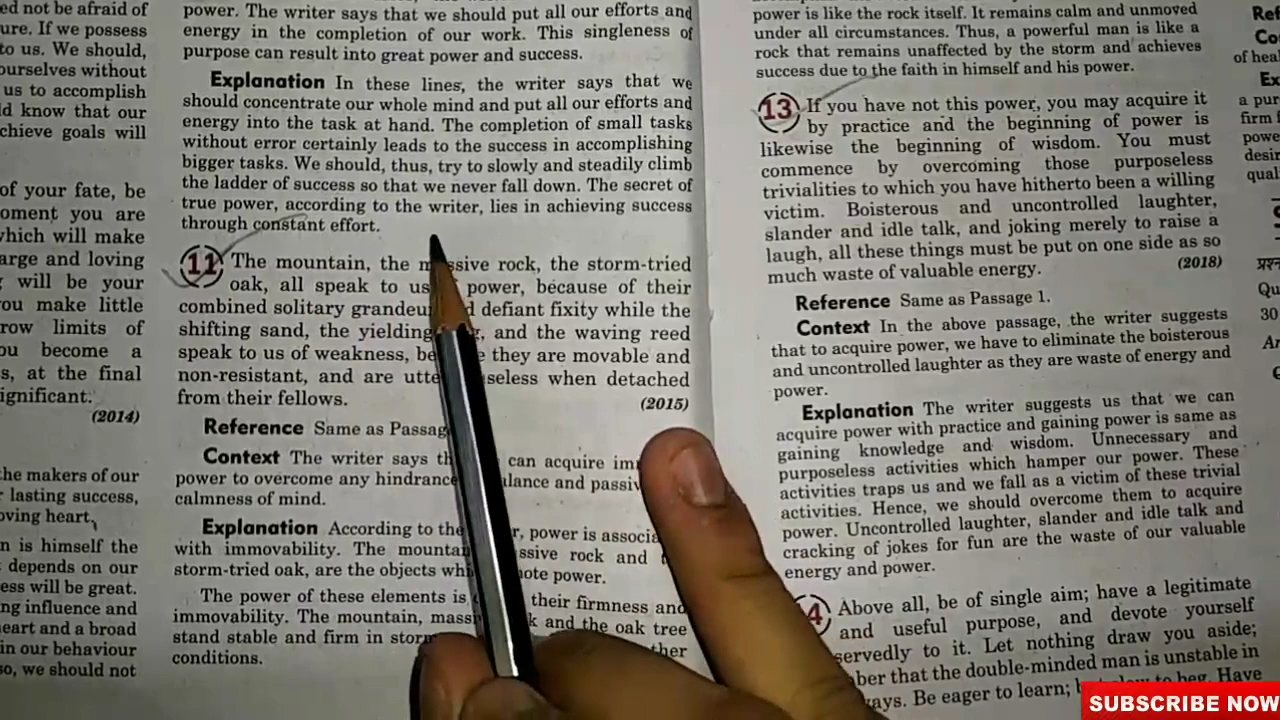 ed not be afraid of
ure. If we possess
to us. We should,
ourselves without
us to accomplish
ld know that our
chieve goals will
of your fate, be
oment you are
which will make
arge and loving
will be your
you make little
row limits of
ou become a
s, at the final
ignificant.
(2014)
the makers of our
lasting success,
oving heart,
n is himself the
depends on our
ess will be great.
ng influence and
eart and a broad
in our behaviour
so, we should not
power. The writer says that we should put all our efforts and
energy in the completion of our work. This singleness of
purpose can result into great power and success.
Explanation In these lines, the writer says that we
should concentrate our whole mind and put all our efforts and
energy into the task at hand. The completion of small tasks
without error certainly leads to the success in accomplishing
bigger tasks. We should, thus, try to slowly and steadily climb
the ladder of success so that we never fall down. The secret of
true power, according to the writer, lies in achieving success
through constant effort.
11 The mountain, the massive rock, the storm-tried
oak, all speak to us power, because of their
combined solitary grandeur defiant fixity while the
shifting sand, the yielding and the waving reed
speak to us of weakness, they are movable and
non-resistant, and are when detached
from their fellows.
(2015)
Reference Same as
Context The writer says can acquire
power to overcome any and
calmness of mind.
Explanation According to the power is
with immovability. The rock and
storm-tried oak, are the objects power.
The power of these elements is their firmness and
immovability. The mountain, and the oak tree
stand stable and firm in
conditions.
power is like the rock itself. It remains calm and unmoved
under all circumstances. Thus, a powerful man is like a
rock that remains unaffected by the storm and achieves
success due to the faith in himself and his power.
13 If you have not this power, you may acquire it
by practice and the beginning of power is
likewise the beginning of wisdom. You must
commence by overcoming those purposeless
trivialities to which you have hitherto been a willing
victim. Boisterous and uncontrolled laughter,
slander and idle talk, and joking merely to raise a
laugh, all these things must be put on one side as so
much waste of valuable energy.
(2018)
Reference Same as Passage 1.
Context In the above passage, the writer suggests
that to acquire power, we have to eliminate the boisterous
and uncontrolled laughter as they are waste of energy and
power.
Explanation The writer suggests us that we can
acquire power with practice and gaining power is same as
gaining knowledge and wisdom. Unnecessary and
purposeless activities which hamper our power. These
activities traps us and we fall as a victim of these trivial
activities. Hence, we should overcome them to acquire
power. Uncontrolled laughter, slander and idle talk and
cracking of jokes for fun are the waste of our valuable
energy and power.
Above all, be of single aim; have a legitimate
and useful purpose, and devote yourself
to it. Let nothing draw you aside;
that the double-minded man is unstable in
Be eager to learn; Have
Ref
Co
of heal
Ex
a pur
firm
powe
desir
qual
प्रश्न
Qu
30
SUBSCRIBE NOW